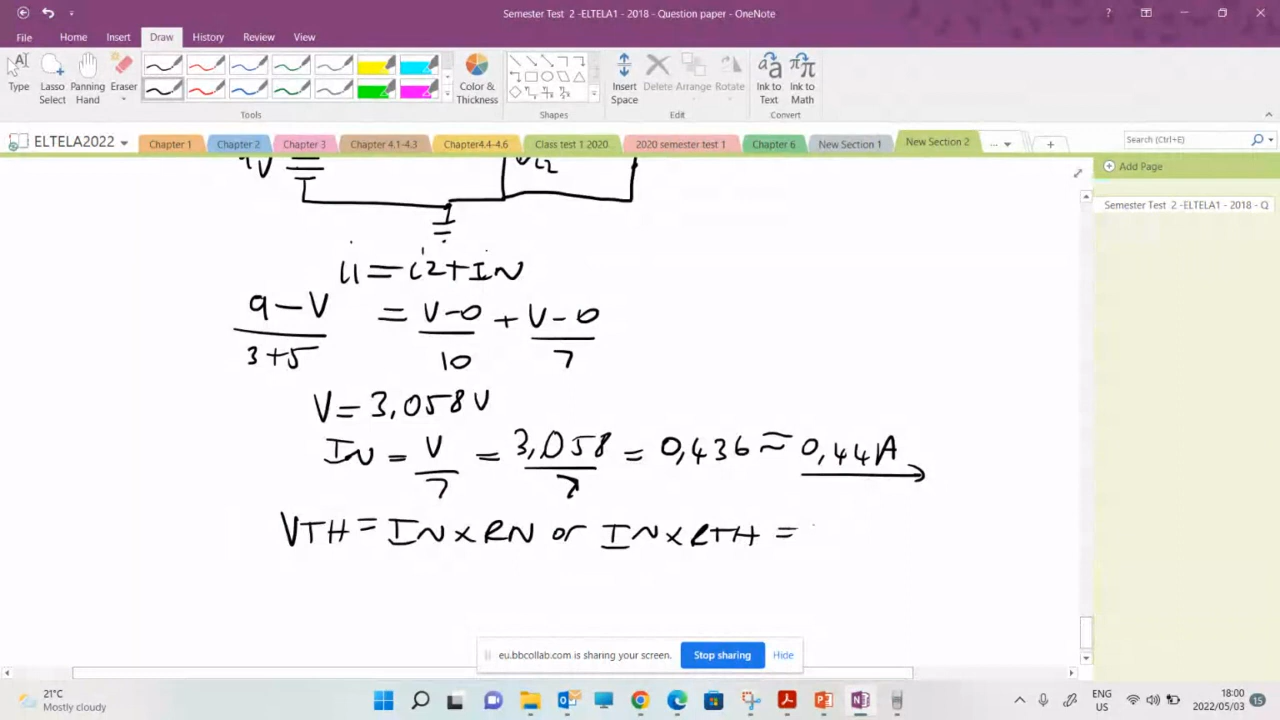 Semester Test 2 -ELTELA1 - 2018 - Question paper - OneNote
File Home Insert Draw History Review View
Type Lasso Select Panning Hand Eraser Color & Thickness Insert Space Delete Arrange Rotate Ink to Text Ink to Math
Tools Shapes Edit Convert
ELTELA2022 Chapter 1 Chapter 2 Chapter 3 Chapter 4.1-4.3 Chapter4.4-4.6 Class test 1 2020 2020 semester test 1 Chapter 6 New Section 1 New Section 2 ... Search (Ctrl+E)
Add Page
Semester Test 2 -ELTELA1 - 2018 - Q
9V
i1 = i2 + IN
9 - V / 3 + 5 = V - 0 / 10 + V - 0 / 7
V = 3,058 V
IN = V / 7 = 3,058 / 7 = 0,436 ≈ 0,44A
VTH = IN x RN or IN x RTH =
eu.bbcollab.com is sharing your screen. Stop sharing Hide
21°C
Mostly cloudy
ENG
ZA
18:00
2022/05/03